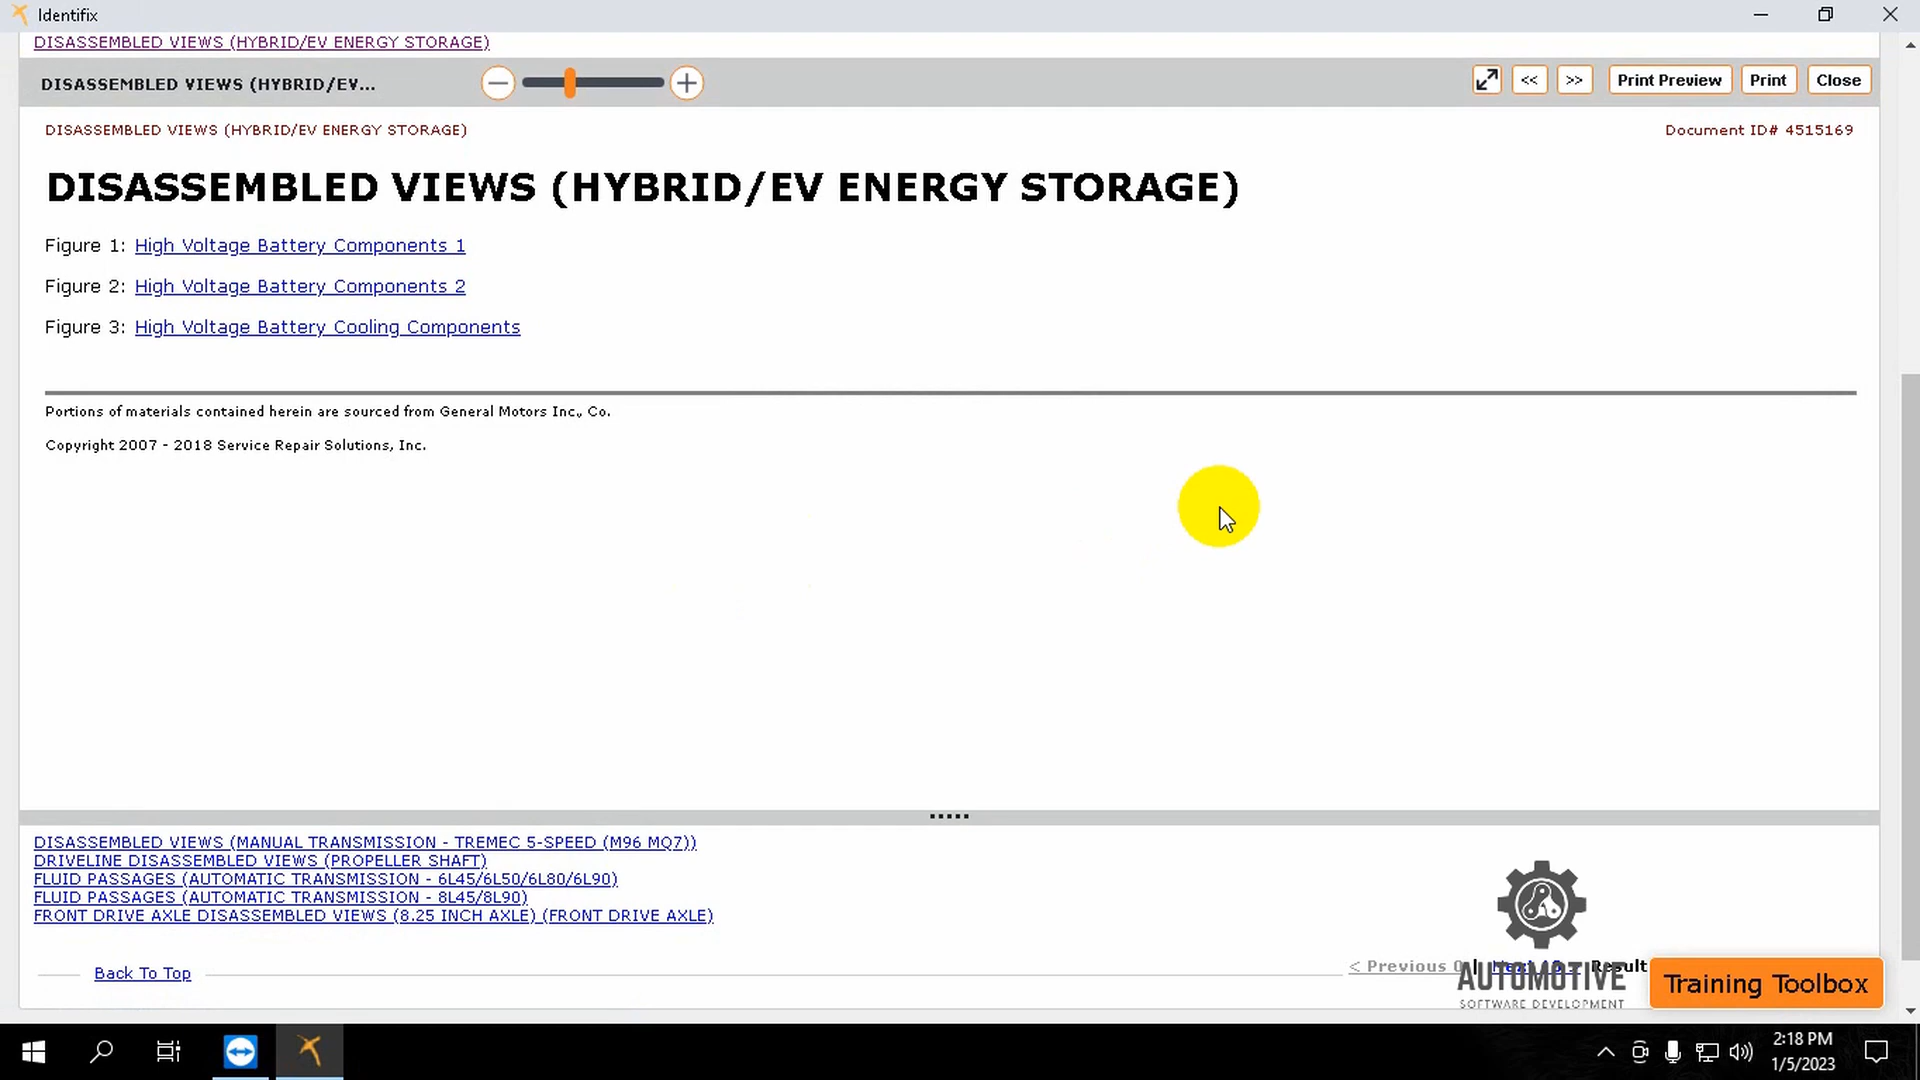 Identifix
DISASSEMBLED VIEWS (HYBRID/EV ENERGY STORAGE)
DISASSEMBLED VIEWS (HYBRID/EV... << >> Print Preview Print Close
DISASSEMBLED VIEWS (HYBRID/EV ENERGY STORAGE) Document ID# 4515169
DISASSEMBLED VIEWS (HYBRID/EV ENERGY STORAGE)
Figure 1: High Voltage Battery Components 1
Figure 2: High Voltage Battery Components 2
Figure 3: High Voltage Battery Cooling Components
Portions of materials contained herein are sourced from General Motors Inc., Co.
Copyright 2007 - 2018 Service Repair Solutions, Inc.
DISASSEMBLED VIEWS (MANUAL TRANSMISSION - TREMEC 5-SPEED (M96 MQ7))
DRIVELINE DISASSEMBLED VIEWS (PROPELLER SHAFT)
FLUID PASSAGES (AUTOMATIC TRANSMISSION - 6L45/6L50/6L80/6L90)
FLUID PASSAGES (AUTOMATIC TRANSMISSION - 8L45/8L90)
FRONT DRIVE AXLE DISASSEMBLED VIEWS (8.25 INCH AXLE) (FRONT DRIVE AXLE)
Back To Top < Previous | Result
AUTOMOTIVE
SOFTWARE DEVELOPMENT
Training Toolbox
2:18 PM
1/5/2023